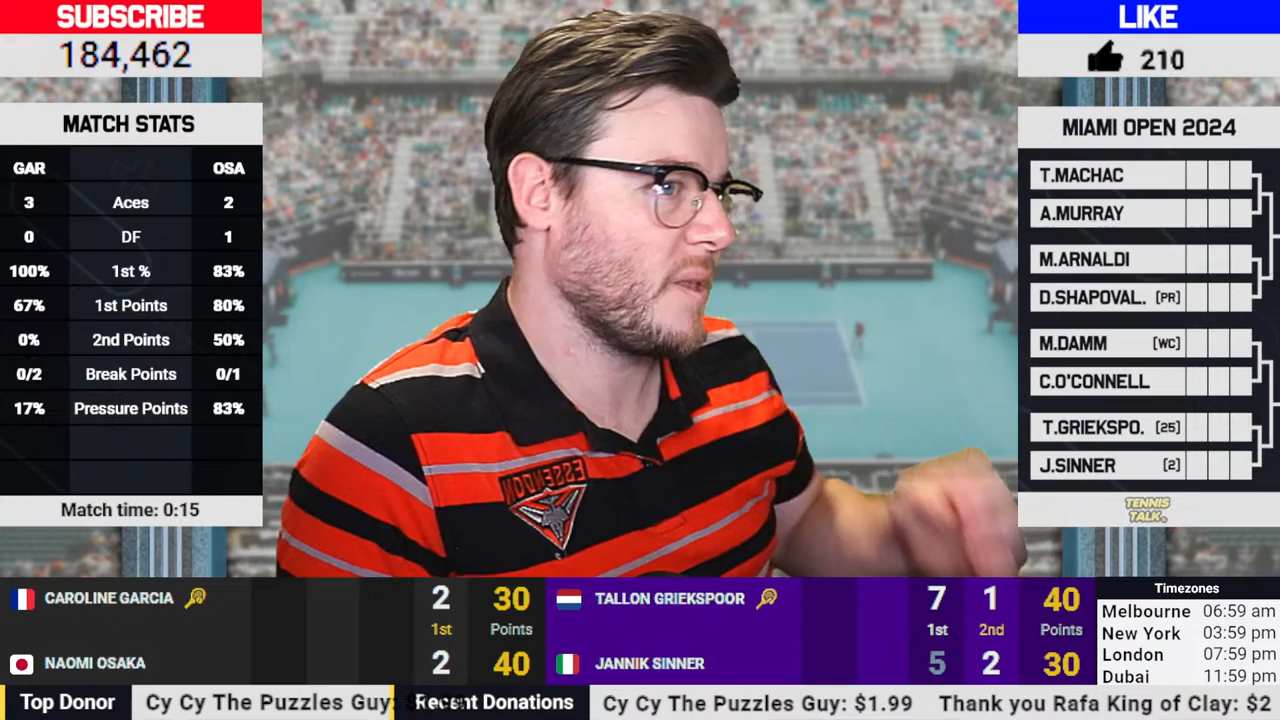 SUBSCRIBE
184,462
MATCH STATS
GAR OSA
3 Aces 2
0 DF 1
100% 1st % 83%
67% 1st Points 80%
0% 2nd Points 50%
0/2 Break Points 0/1
17% Pressure Points 83%
Match time: 0:15
LIKE
210
MIAMI OPEN 2024
T.MACHAC
A.MURRAY
M.ARNALDI
D.SHAPOVAL. [PR]
M.DAMM [WC]
C.O'CONNELL
T.GRIEKSPO. [25]
J.SINNER [2]
TENNIS
TALK.
ESSENDON
CAROLINE GARCIA 2 30
1st Points
NAOMI OSAKA 2 40
TALLON GRIEKSPOOR 7 1 40
1st 2nd Points
JANNIK SINNER 5 2 30
Timezones
Melbourne 06:59 am
New York 03:59 pm
London 07:59 pm
Dubai 11:59 pm
Top Donor Cy Cy The Puzzles Guy:
Recent Donations Cy Cy The Puzzles Guy: $1.99 Thank you Rafa King of Clay: $2